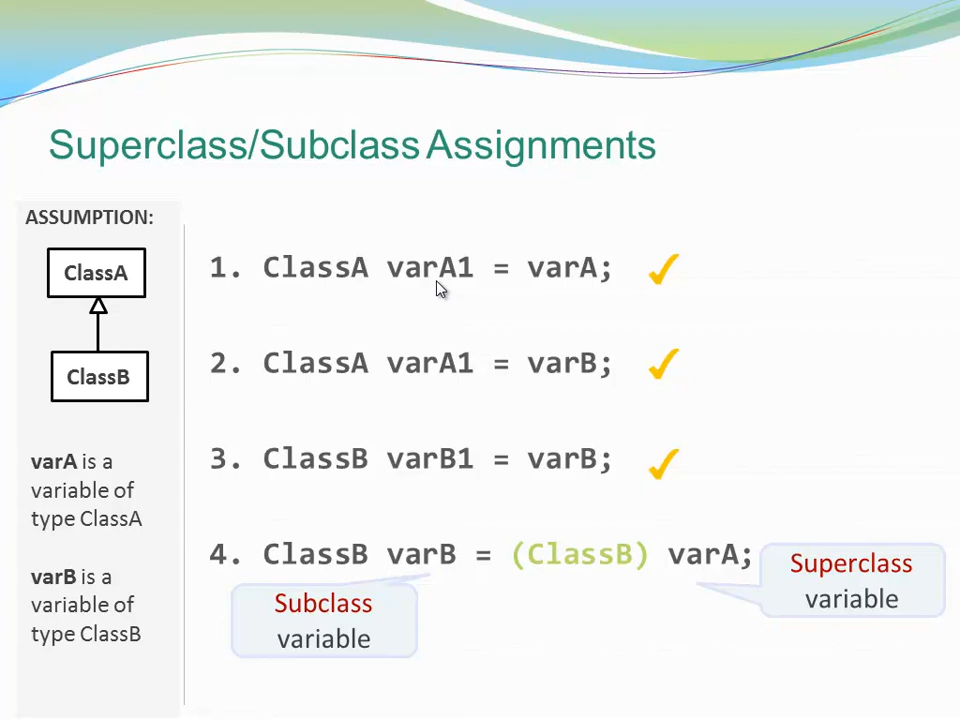 Superclass/Subclass Assignments
ASSUMPTION:
ClassA
ClassB
varA is a
variable of
type ClassA
varB is a
variable of
type ClassB
1. ClassA varA1 = varA;
2. ClassA varA1 = varB;
3. ClassB varB1 = varB;
4. ClassB varB = (ClassB) varA;
Subclass
variable
Superclass
variable